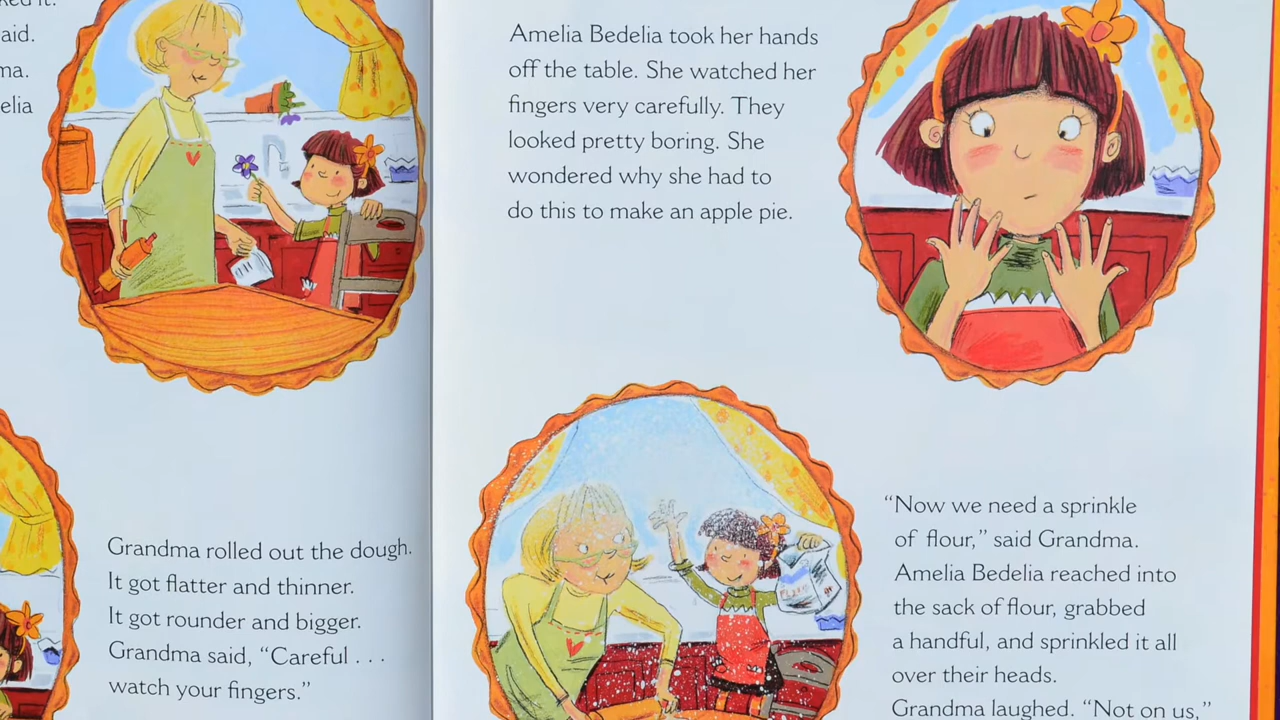 ked it.
aid.
ma.
elia
Grandma rolled out the dough.
It got flatter and thinner.
It got rounder and bigger.
Grandma said, “Careful . . .
watch your fingers.”
Amelia Bedelia took her hands
off the table. She watched her
fingers very carefully. They
looked pretty boring. She
wondered why she had to
do this to make an apple pie.
“Now we need a sprinkle
of flour,” said Grandma.
Amelia Bedelia reached into
the sack of flour, grabbed
a handful, and sprinkled it all
over their heads.
Grandma laughed. “Not on us,”